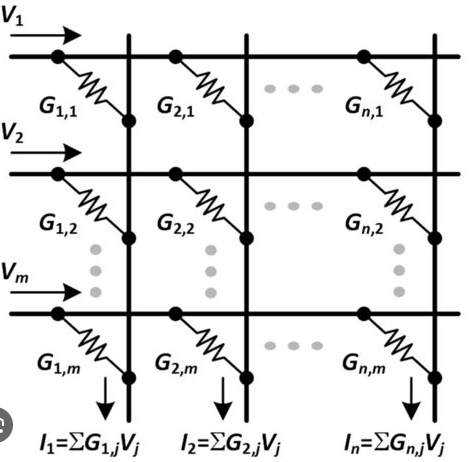 V1
G1,1 G2,1 Gn,1
V2
G1,2 G2,2 Gn,2
Vm
G1,m G2,m Gn,m
I1=ΣG1,jVj I2=ΣG2,jVj In=ΣGn,jVj